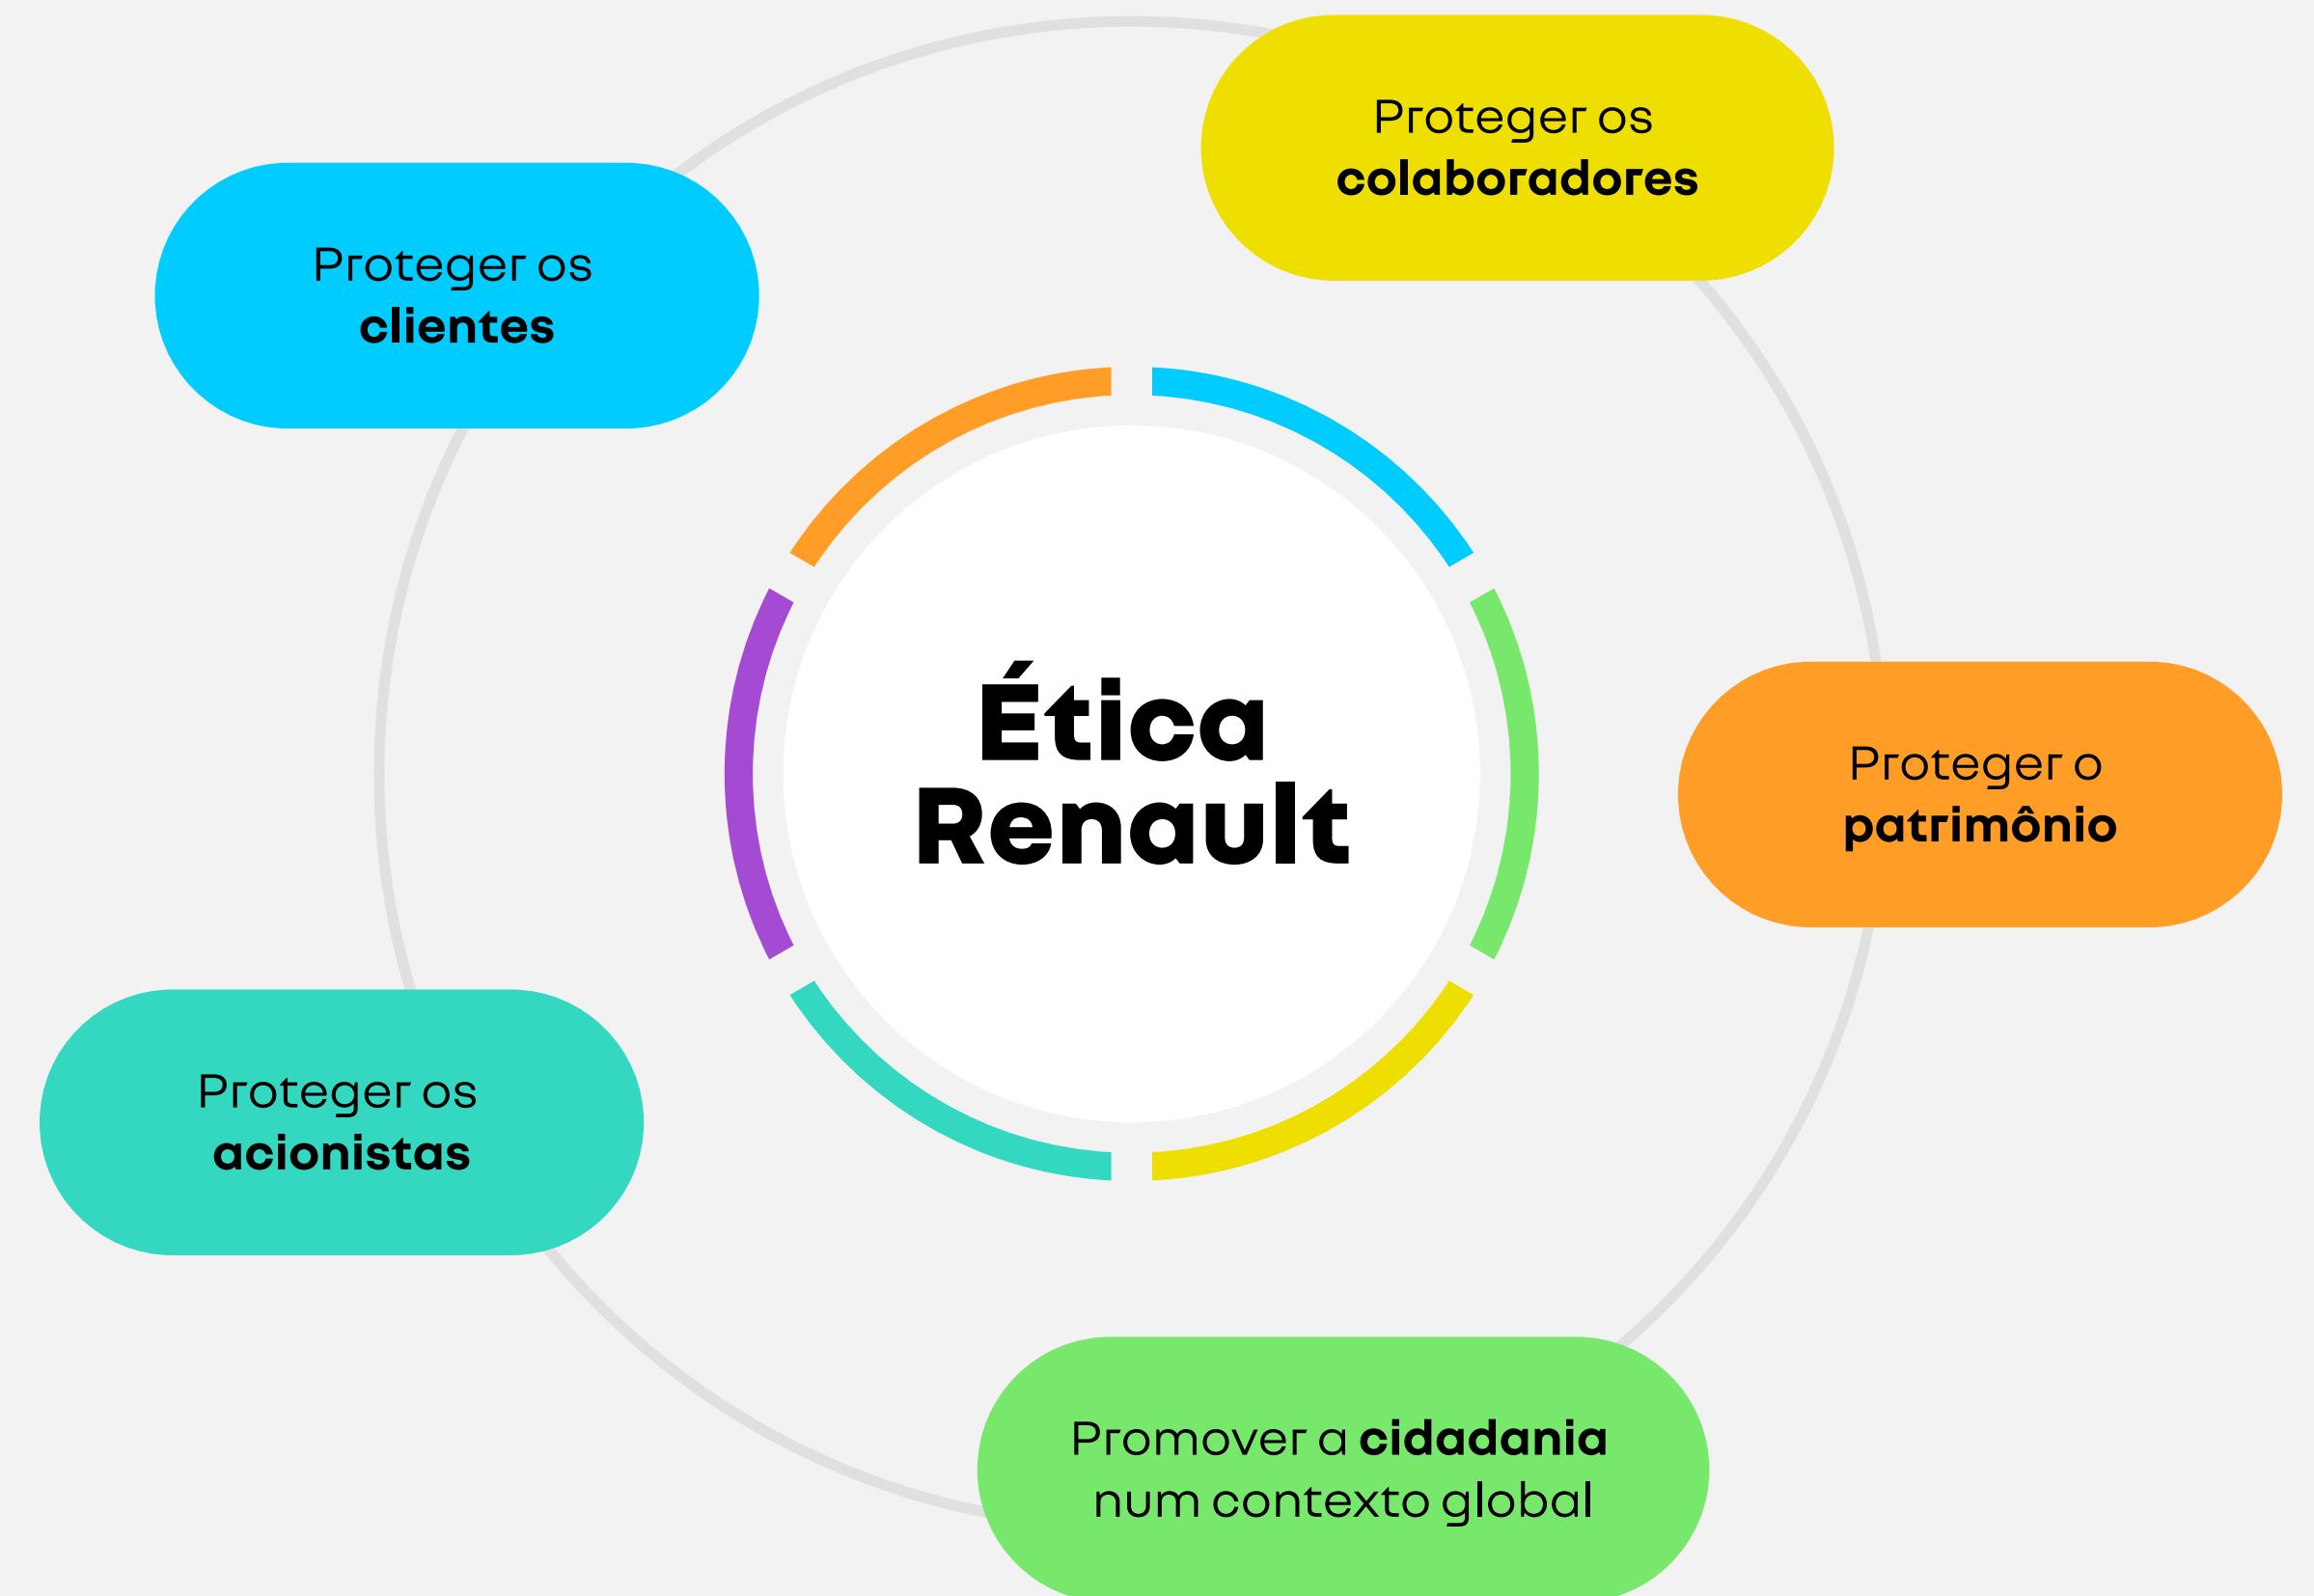 Proteger os
colaboradores
Proteger os
clientes
Ética
Renault
Proteger o
patrimônio
Proteger os
acionistas
Promover a cidadania
num contexto global